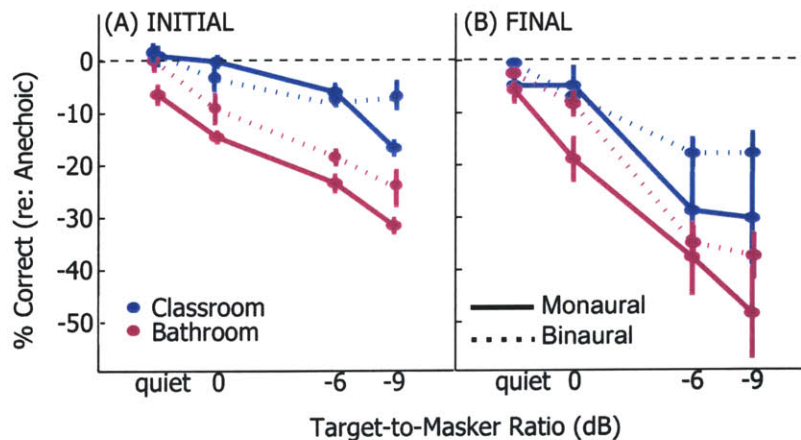 (A) INITIAL
(B) FINAL
% Correct (re: Anechoic)
0
-10
-20
-30
-40
-50
Classroom
Bathroom
Monaural
Binaural
quiet 0 -6 -9
quiet 0 -6 -9
Target-to-Masker Ratio (dB)